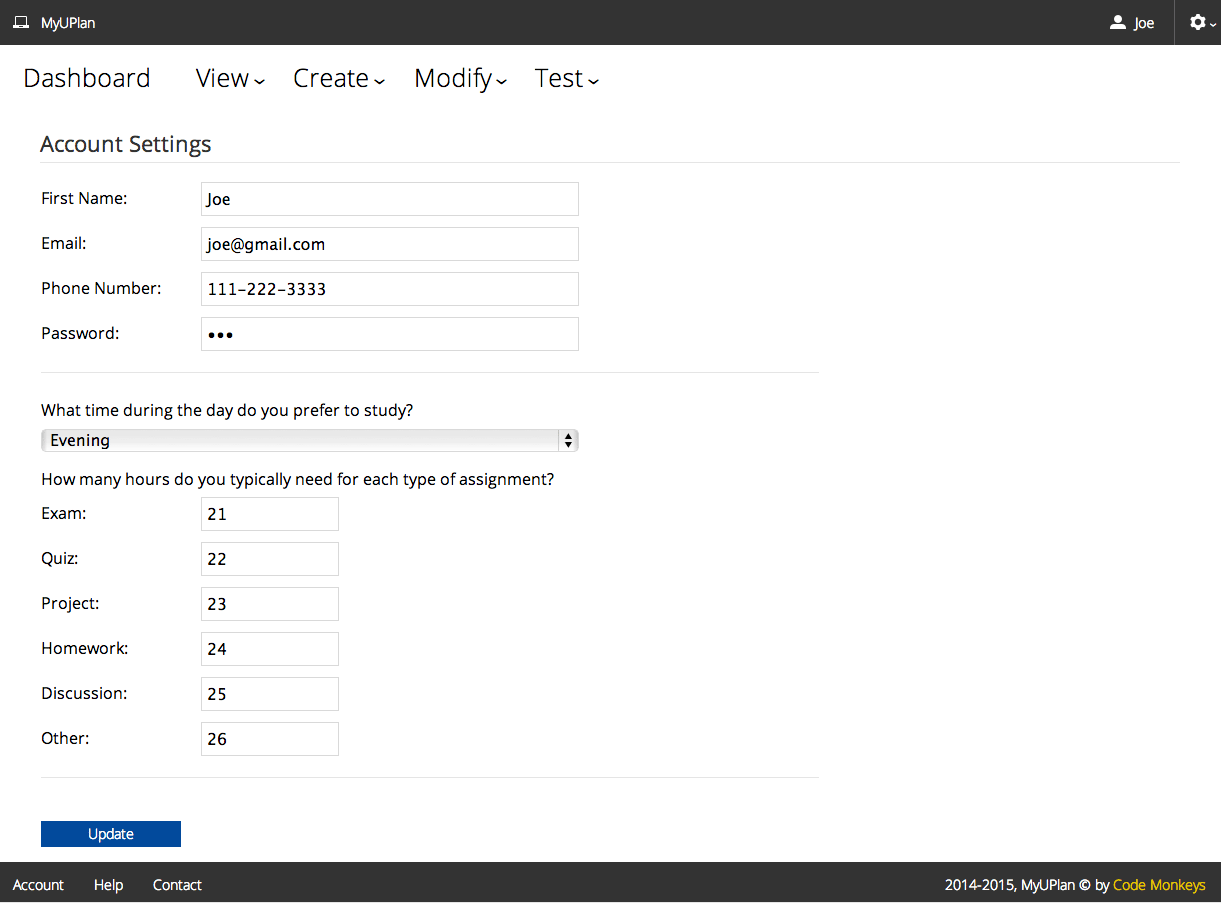 MyUPlan Joe
Dashboard View Create Modify Test
Account Settings
First Name: Joe
Email: joe@gmail.com
Phone Number: 111-222-3333
Password: •••
What time during the day do you prefer to study?
Evening
How many hours do you typically need for each type of assignment?
Exam: 21
Quiz: 22
Project: 23
Homework: 24
Discussion: 25
Other: 26
Update
Account Help Contact 2014-2015, MyUPlan © by Code Monkeys